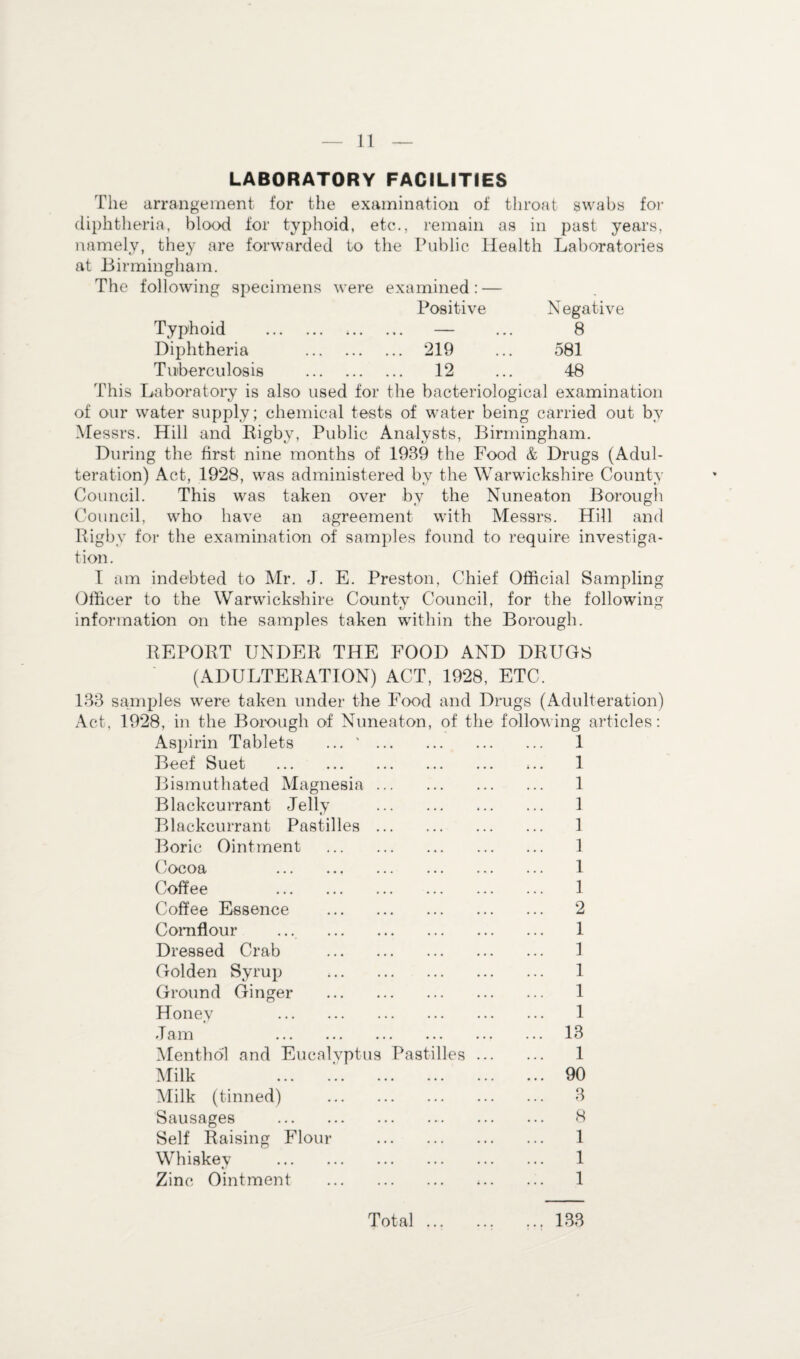 — 11 —
LABORATORY FACILITIES
The arrangement for the examination of throat swabs for
diphtheria, blood for typhoid, etc., remain as in past years,
namely, they are forwarded to the Public Health Laboratories
at Birmingham.
The following specimens were examined: —
Positive Negative
Typhoid ... ... ... ... — ... 8
Diphtheria ... ... ... 219 ... 581
Tuberculosis ... ... ... 12 ... 48
This Laboratory is also used for the bacteriological examination
of our water supply; chemical tests of water being carried out by
Messrs. Hill and Rigby, Public Analysts, Birmingham.
During the first nine months of 1939 the Food & Drugs (Adul-
teration) Act, 1928, was administered by the Warwickshire County
Council. This was taken over by the Nuneaton Borough
Council, who have an agreement with Messrs. Hill and
Rigby for the examination of samples found to require investiga-
tion.
I am indebted to Mr. J. E. Preston, Chief Official Sampling
Officer to the Warwickshire County Council, for the following
information on the samples taken within the Borough.
REPORT UNDER THE FOOD AND DRUGS
(ADULTERATION) ACT, 1928, ETC.
133 samples were taken under the Food and Drugs (Adulteration)
Act, 1928, in the Borough of Nuneaton, of the following articles:
Aspirin Tablets ... ... ... ... ... 1
Beef Suet ... ... ... ... ... ... 1
Bismuthated Magnesia ... ... ... ... 1
Blackcurrant Jelly ... ... ... ... 1
Blackcurrant Pastilles ... ... ... ... 1
Boric Ointment ... ... ... ... ... 1
Cocoa ... ... ... ... ... ... 1
Coffee ... ... ... ... ... ... 1
Coffee Essence ... ... ... ... ... 2
Cornflour ... ... ... ... ... ... 1
Dressed Crab ... ... ... ... ... 1
Golden Syrup ... ... ... ... ... 1
Ground Ginger ... ... ... ... ... 1
Honey ... ... ... ... ... ... 1
Jam ... ... ... ... ... ... 13
Menthol and Eucalyptus Pastilles ... ... 1
Milk ... ... ... ... ... ... 90
Milk (tinned) ... ... ... ... ... 3
Sausages ... ... ... ... ... ... 8
Self Raising Flour ... ... ... ... 1
Whiskey ... ... ... ... ... ... 1
Zinc Ointment ... ... ... ... ... 1
Total ... ... ... 133